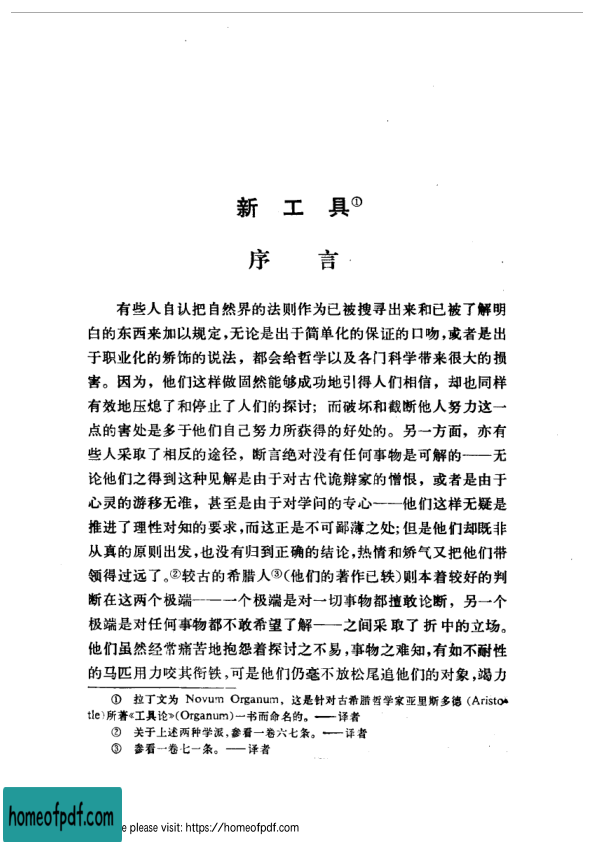 新 工 具①
序 言
有些人自认把自然界的法则作为已被搜寻出来和已被了解明
白的东西来加以规定,无论是出于简单化的保证的口吻,或者是出
于职业化的矫饰的说法，都会给哲学以及各门科学带来很大的损
害。因为，他们这样做固然能够成功地引得人们相信，却也同样
有效地压熄了和停止了人们的探讨；而破坏和截断他人努力这一
点的害处是多于他们自己努力所获得的好处的。另一方面，亦有
些人采取了相反的途径，断言绝对没有任何事物是可解的——无
论他们之得到这种见解是由于对古代诡辩家的憎恨，或者是由于
心灵的游移无准，甚至是由于对学问的专心——他们这样无疑是
推进了理性对知的要求,而这正是不可鄙薄之处;但是他们却既非
从真的原则出发,也没有归到正确的结论,热情和矫气又把他们带
领得过远了。②较古的希腊人③(他们的著作已轶)则本着较好的判
断在这两个极端——一个极端是对一切事物都擅敢论断，另一个
极端是对任何事物都不敢希望了解——之间采取了折中的立场。
他们虽然经常痛苦地抱怨着探讨之不易,事物之难知,有如不耐性
的马匹用力咬其衔铁,可是他们仍毫不放松尾追他们的对象,竭力
① 拉丁文为 Novum Organum，这是针对古希腊哲学家亚里斯多德 (Aristo-
tle)所著《工具论》(Organum)一书而命名的。——译者
② 关于上述两种学派,参看一卷六七条。——译者
③ 参看一卷七一条。——译者
homeofpdf.com
e please visit: https://homeofpdf.com